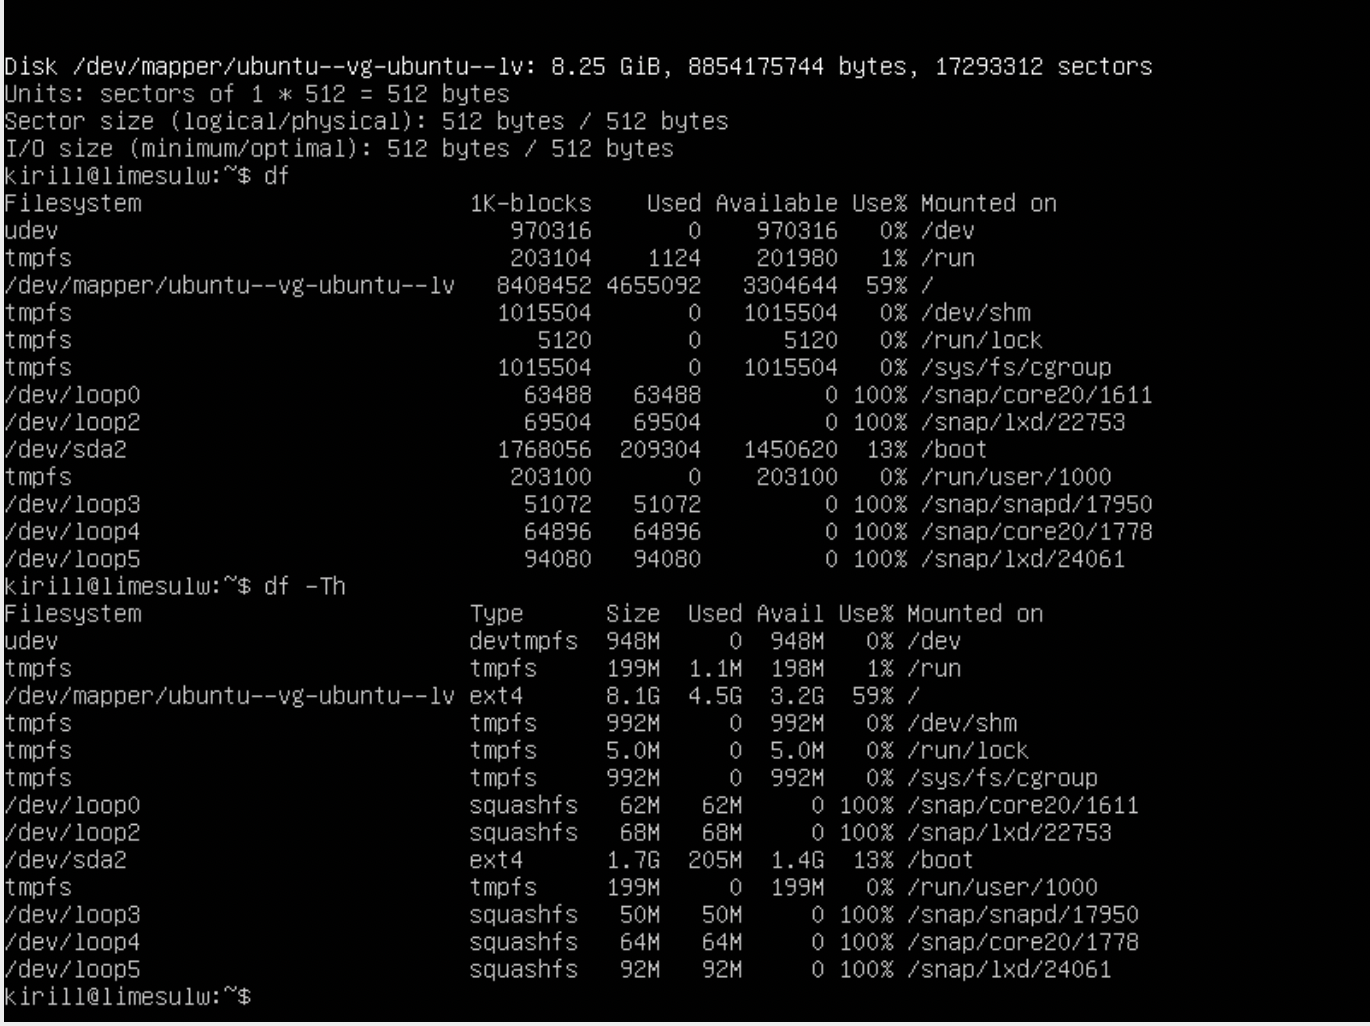 Disk /dev/mapper/ubuntu--vg-ubuntu--lv: 8.25 GiB, 8854175744 bytes, 17293312 sectors
Units: sectors of 1 * 512 = 512 bytes
Sector size (logical/physical): 512 bytes / 512 bytes
I/O size (minimum/optimal): 512 bytes / 512 bytes
kirill@limesulw:~$ df
Filesystem                        1K-blocks    Used Available Use% Mounted on
udev                                 970316       0    970316   0% /dev
tmpfs                                203104    1124    201980   1% /run
/dev/mapper/ubuntu--vg-ubuntu--lv   8408452 4655092   3304644  59% /
tmpfs                               1015504       0   1015504   0% /dev/shm
tmpfs                                  5120       0      5120   0% /run/lock
tmpfs                               1015504       0   1015504   0% /sys/fs/cgroup
/dev/loop0                            63488   63488         0 100% /snap/core20/1611
/dev/loop2                            69504   69504         0 100% /snap/lxd/22753
/dev/sda2                           1768056  209304   1450620  13% /boot
tmpfs                                203100       0    203100   0% /run/user/1000
/dev/loop3                            51072   51072         0 100% /snap/snapd/17950
/dev/loop4                            64896   64896         0 100% /snap/core20/1778
/dev/loop5                            94080   94080         0 100% /snap/lxd/24061
kirill@limesulw:~$ df -Th
Filesystem                        Type      Size  Used Avail Use% Mounted on
udev                              devtmpfs  948M     0  948M   0% /dev
tmpfs                             tmpfs     199M  1.1M  198M   1% /run
/dev/mapper/ubuntu--vg-ubuntu--lv ext4      8.1G  4.5G  3.2G  59% /
tmpfs                             tmpfs     992M     0  992M   0% /dev/shm
tmpfs                             tmpfs     5.0M     0  5.0M   0% /run/lock
tmpfs                             tmpfs     992M     0  992M   0% /sys/fs/cgroup
/dev/loop0                        squashfs   62M   62M     0 100% /snap/core20/1611
/dev/loop2                        squashfs   68M   68M     0 100% /snap/lxd/22753
/dev/sda2                         ext4      1.7G  205M  1.4G  13% /boot
tmpfs                             tmpfs     199M     0  199M   0% /run/user/1000
/dev/loop3                        squashfs   50M   50M     0 100% /snap/snapd/17950
/dev/loop4                        squashfs   64M   64M     0 100% /snap/core20/1778
/dev/loop5                        squashfs   92M   92M     0 100% /snap/lxd/24061
kirill@limesulw:~$